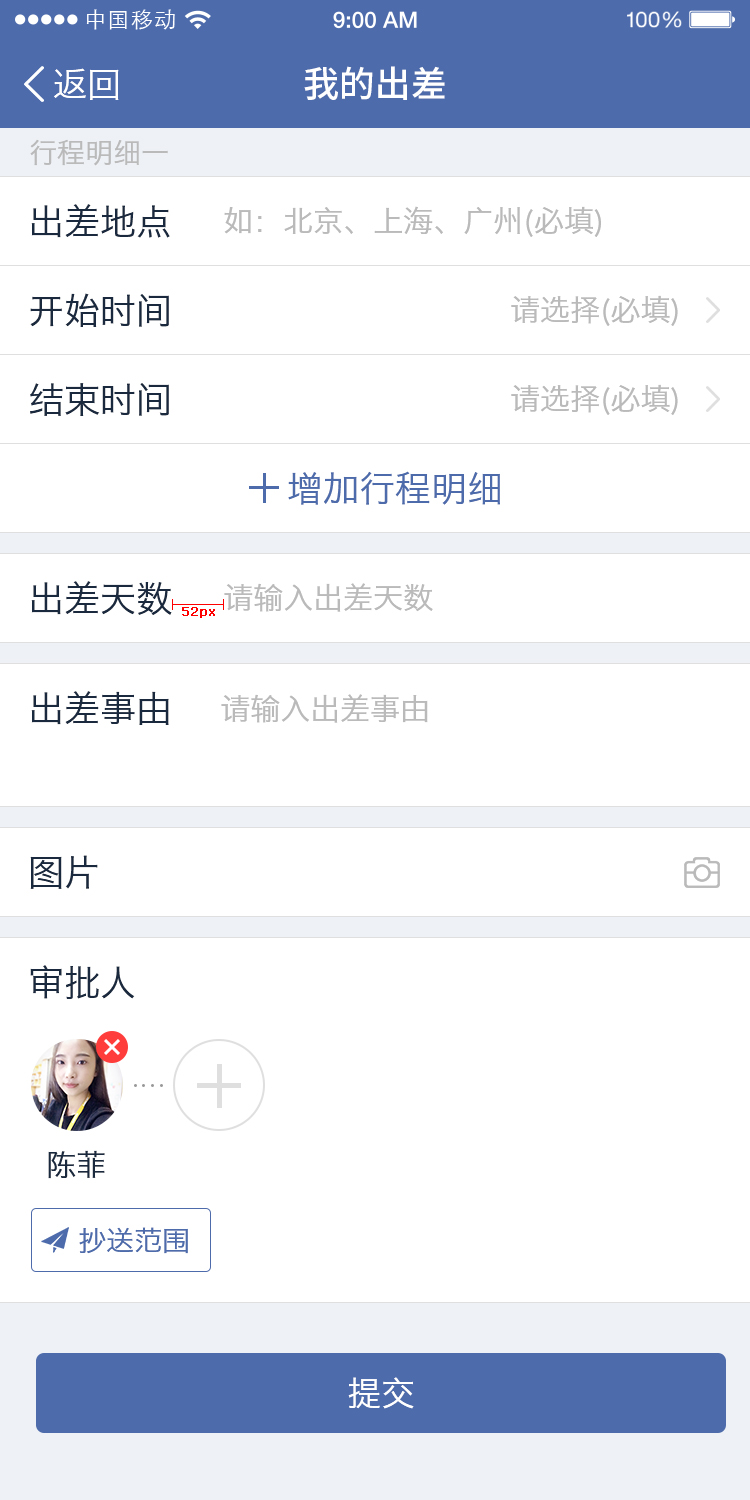 中国移动 9:00 AM 100%
返回 我的出差
行程明细一
出差地点 如：北京、上海、广州(必填)
开始时间 请选择(必填)
结束时间 请选择(必填)
增加行程明细
出差天数 52px 请输入出差天数
出差事由 请输入出差事由
图片
审批人
陈菲
抄送范围
提交